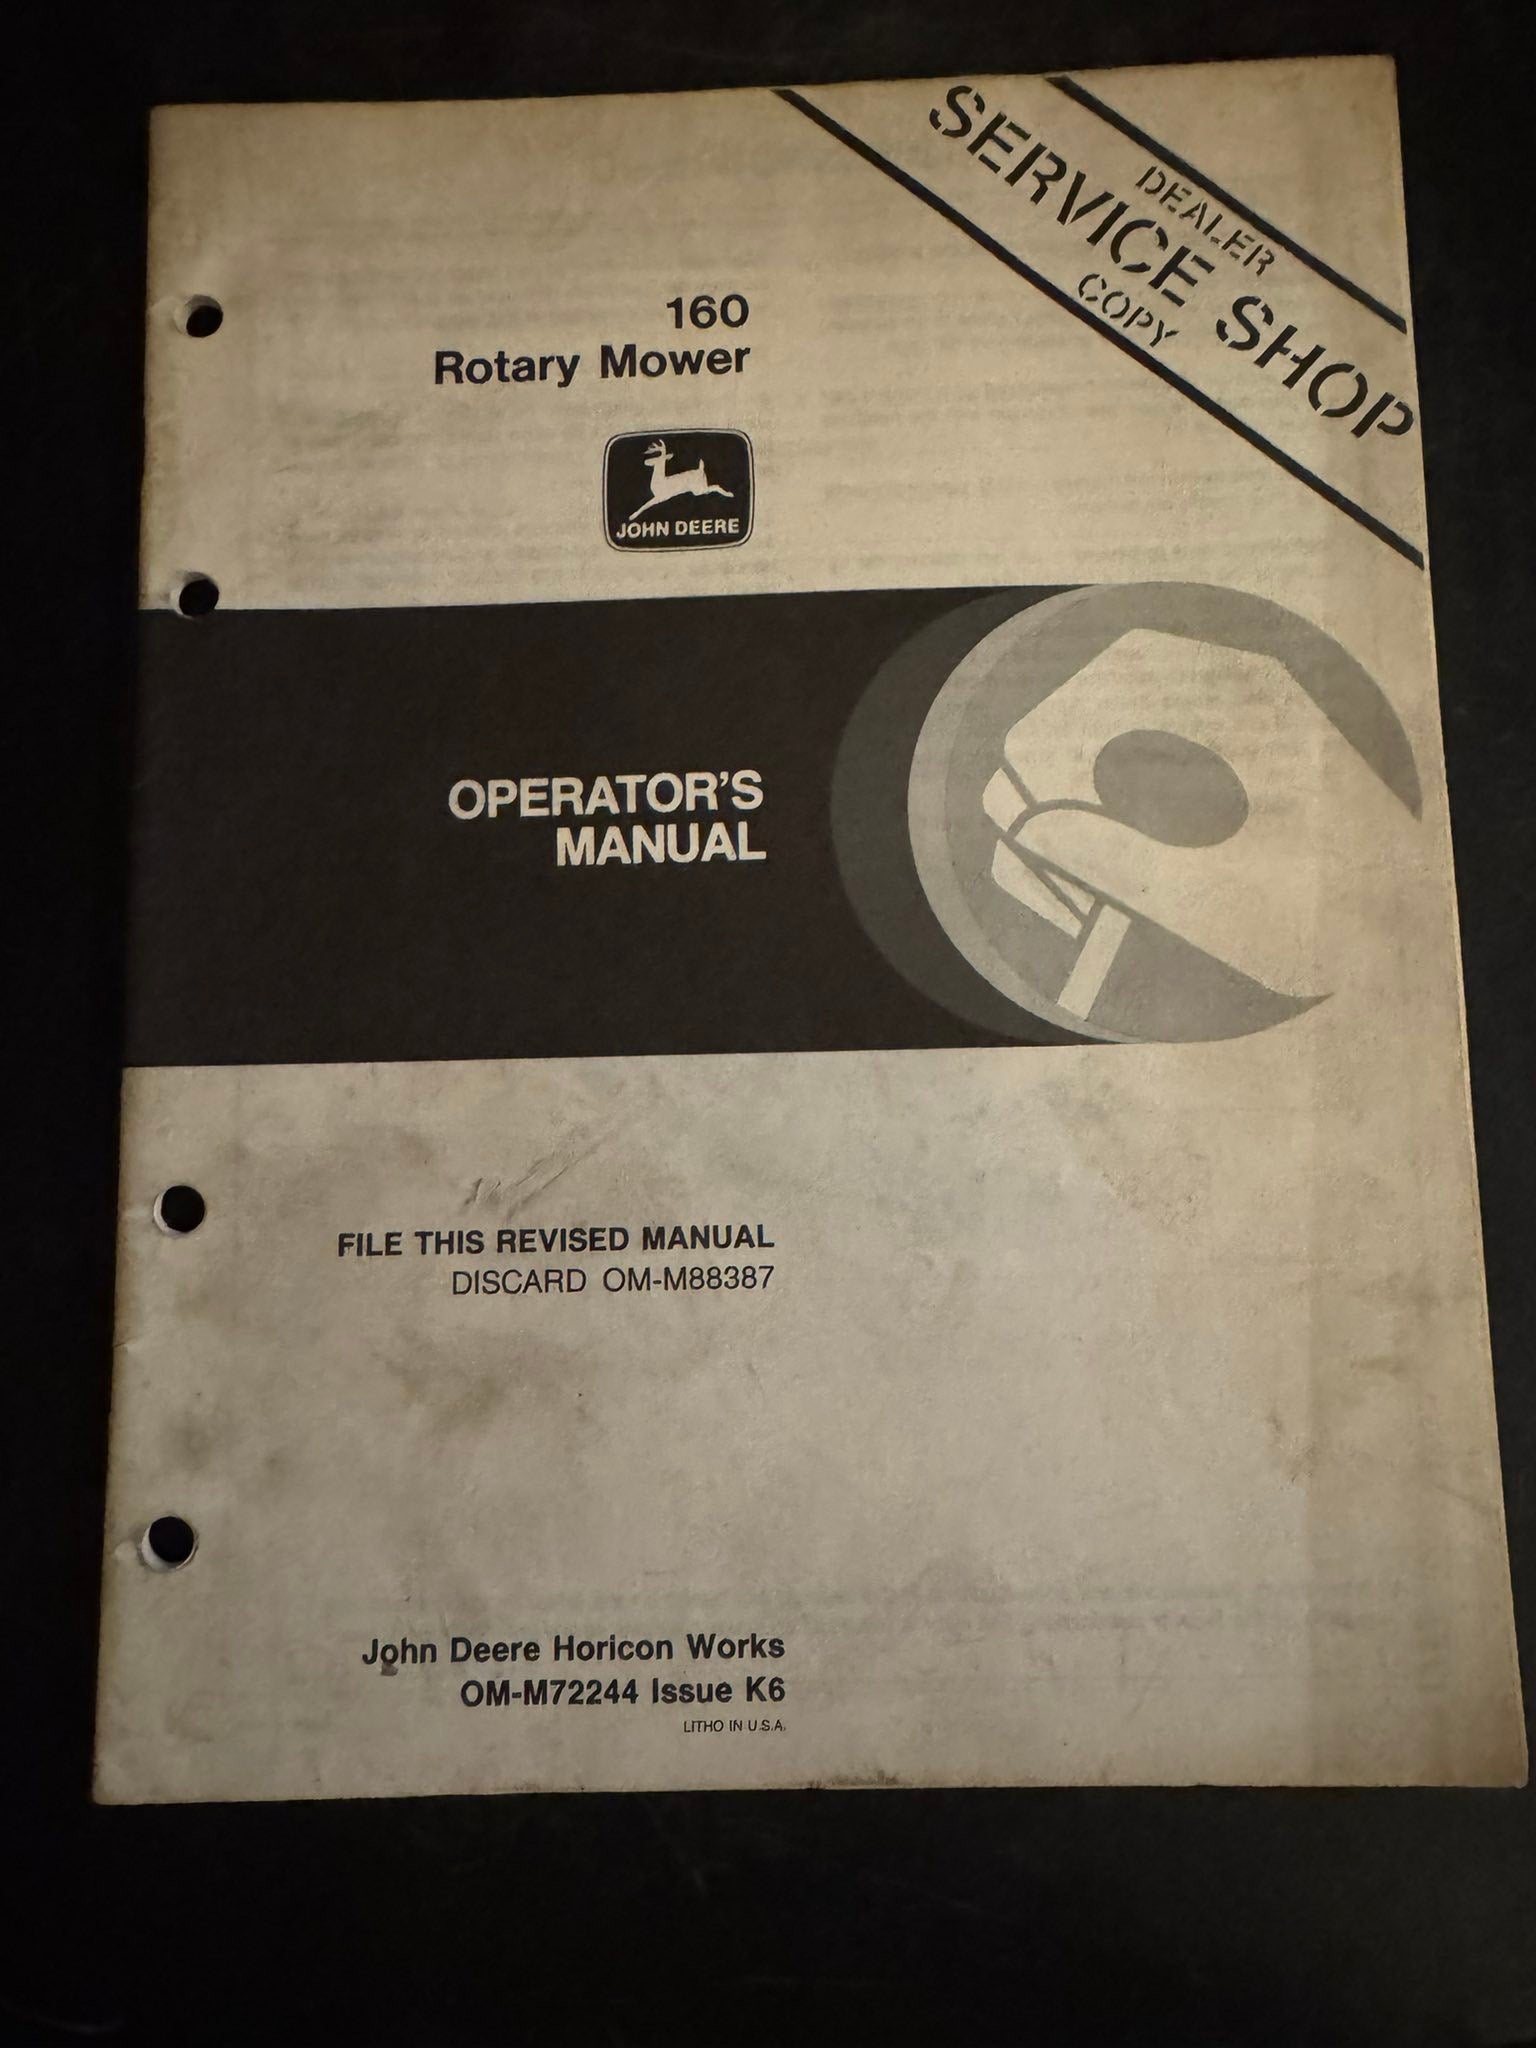 DEALER
SERVICE SHOP
COPY
160
Rotary Mower
JOHN DEERE
OPERATOR'S
MANUAL
FILE THIS REVISED MANUAL
DISCARD OM-M88387
John Deere Horicon Works
OM-M72244 Issue K6
LITHO IN U.S.A.